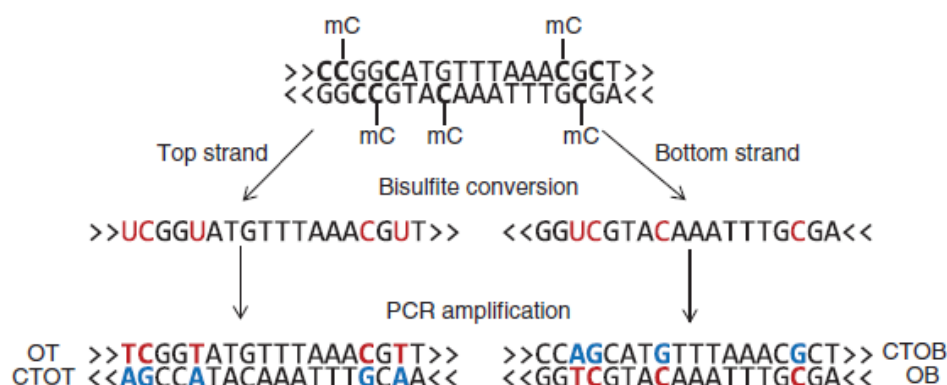 mC mC
>>CCGGCATGTTTAAACGCT>>
<<GGCCGTACAAATTTGCGA<<
mC mC mC
Top strand Bottom strand
Bisulfite conversion
>>UCGGUATGTTTAAACGUT>> <<GGUCGTACAAATTTGCGA<<
PCR amplification
OT >>TCGGTATGTTTAAACGTT>> >>CCAGCATGTTTAAACGCT>> CTOB
CTOT <<AGCCATACAAATTTGCAA<< <<GGTCGTACAAATTTGCGA<< OB